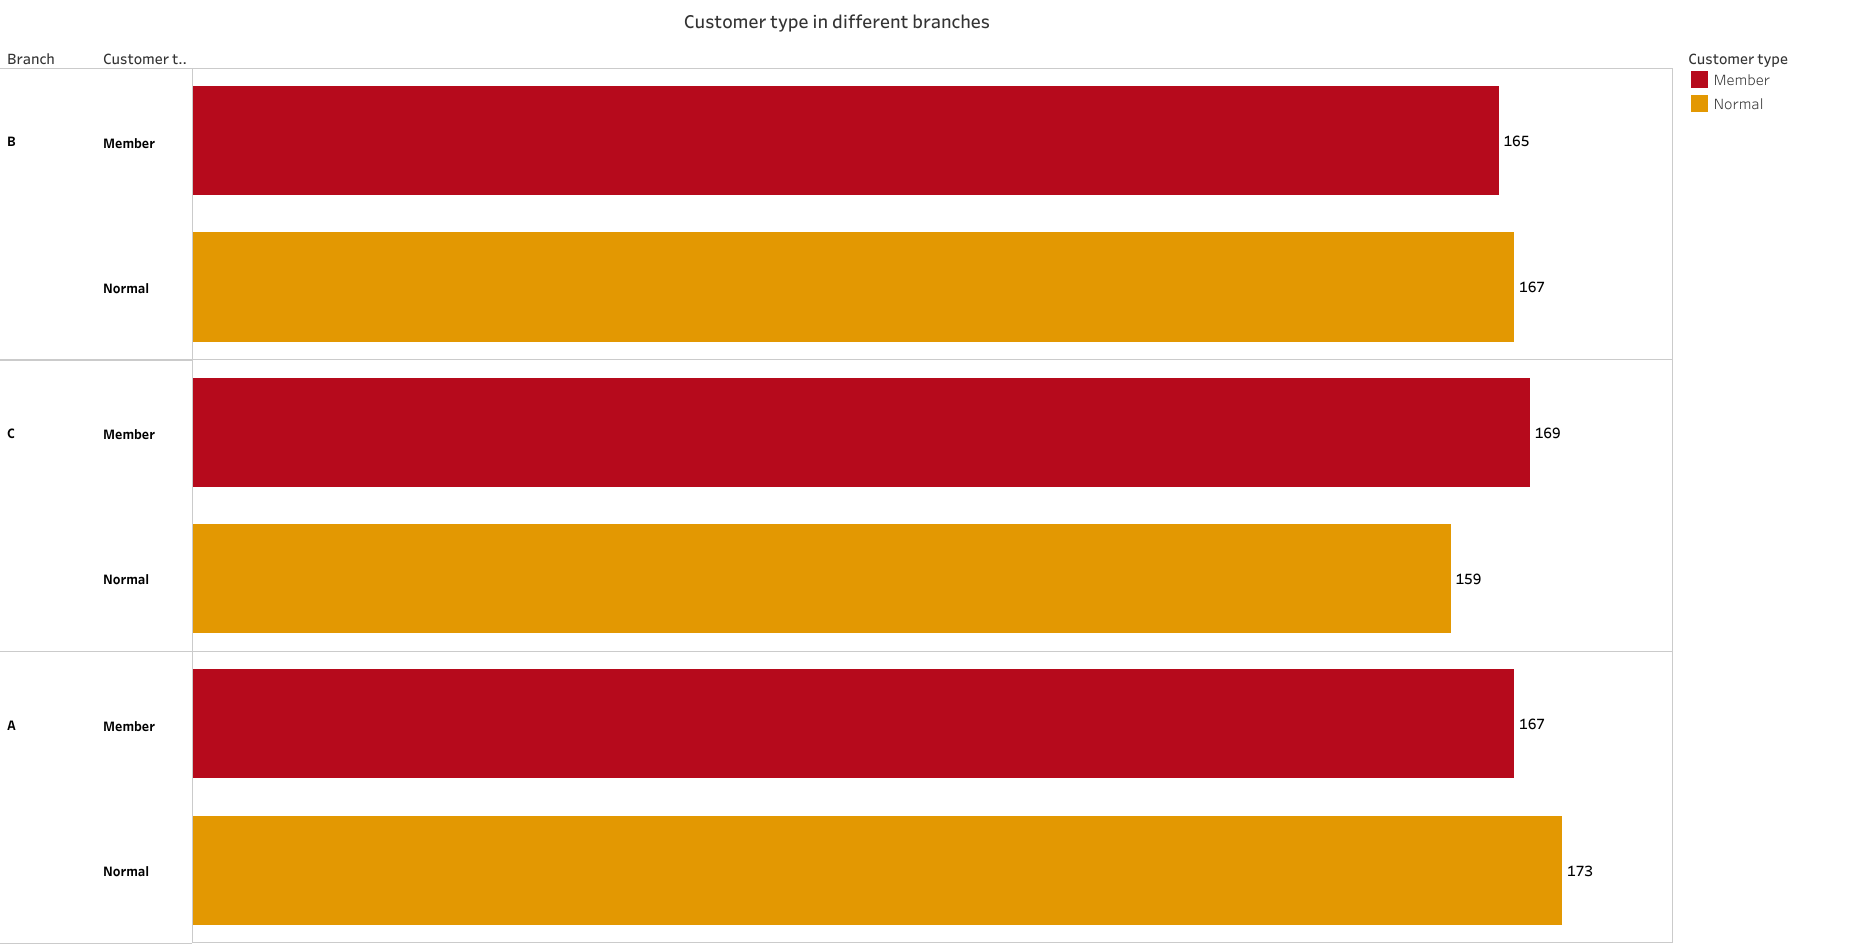 Customer type in different branches
Branch Customer t.. Customer type
Member
Normal
B Member 165
Normal 167
C Member 169
Normal 159
A Member 167
Normal 173